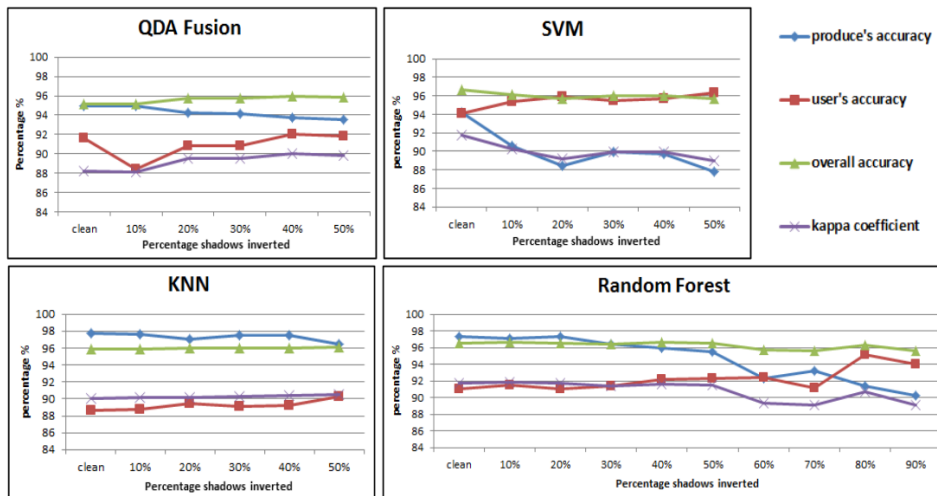 QDA Fusion
Percentage %
100
98
96
94
92
90
88
86
84
clean 10% 20% 30% 40% 50%
Percentage shadows inverted
SVM
percentage %
100
98
96
94
92
90
88
86
84
clean 10% 20% 30% 40% 50%
Percentage shadows inverted
produce's accuracy
user's accuracy
overall accuracy
kappa coefficient
KNN
percentage %
100
98
96
94
92
90
88
86
84
clean 10% 20% 30% 40% 50%
Percentage shadows inverted
Random Forest
100
98
96
94
92
90
88
86
84
clean 10% 20% 30% 40% 50% 60% 70% 80% 90%
Percentage shadows inverted